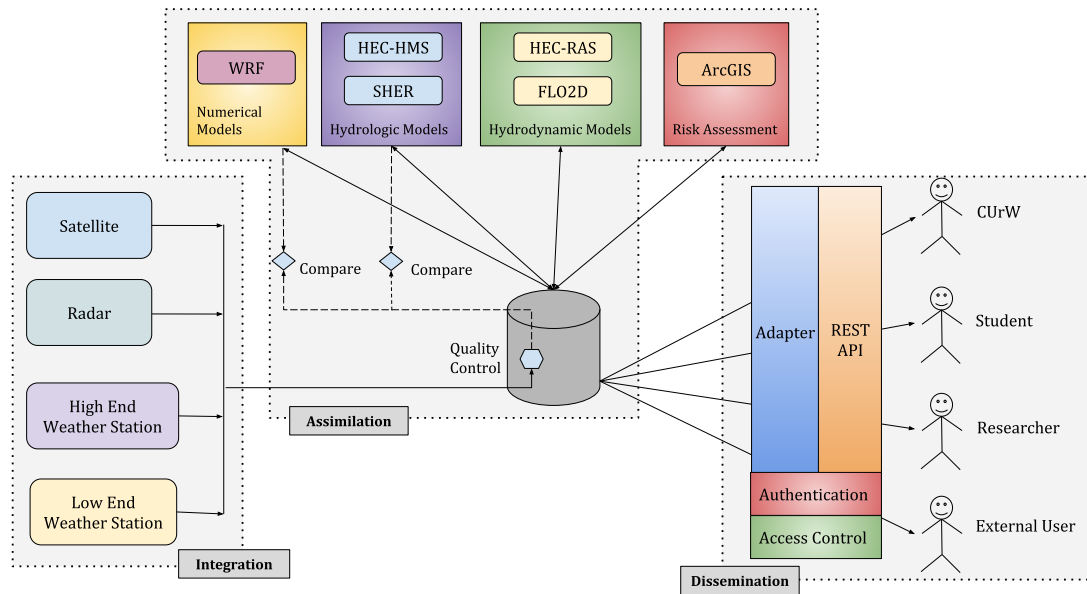 WRF
Numerical
Models
HEC-HMS
SHER
Hydrologic Models
HEC-RAS
FLO2D
Hydrodynamic Models
ArcGIS
Risk Assessment
Satellite
Radar
High End
Weather Station
Low End
Weather Station
Integration
Compare
Compare
Quality
Control
Assimilation
Adapter
REST
API
Authentication
Access Control
Dissemination
CUrW
Student
Researcher
External User